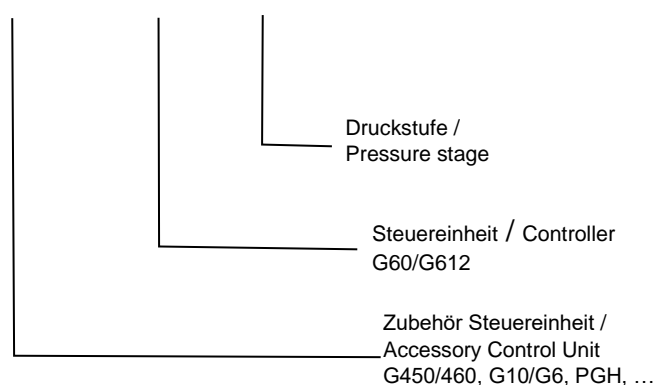 Druckstufe /
Pressure stage
Steuereinheit / Controller
G60/G612
Zubehör Steuereinheit /
Accessory Control Unit
G450/460, G10/G6, PGH, …